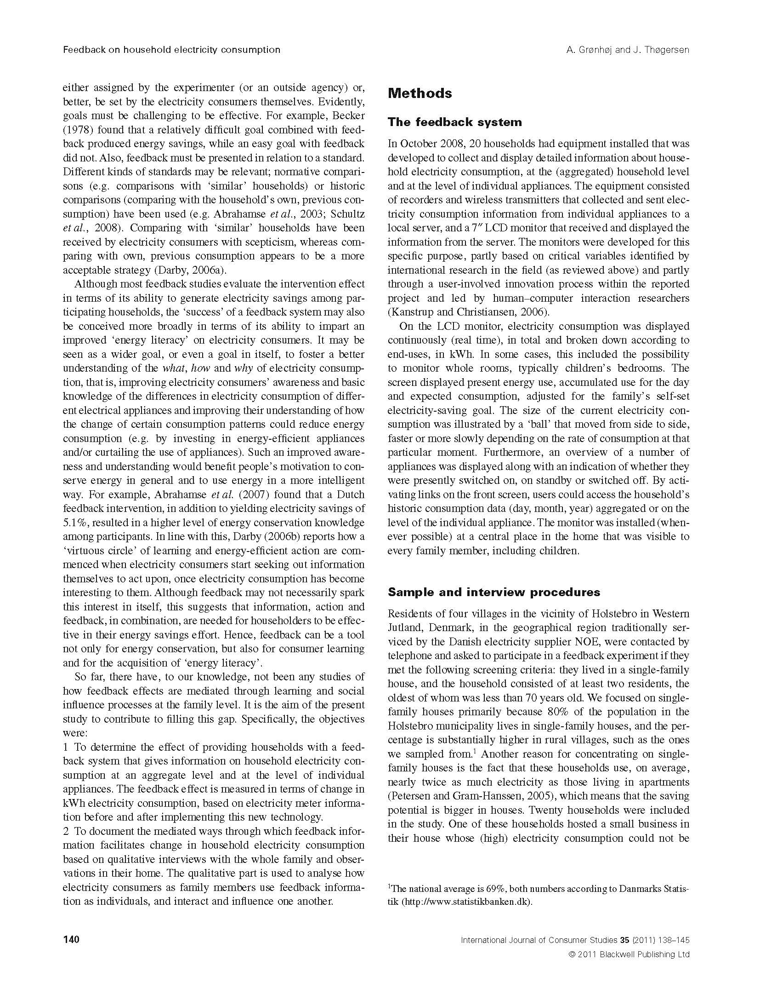 Feedback on household electricity consumption
A. Grønhøj and J. Thøgersen
either assigned by the experimenter (or an outside agency) or,
better, be set by the electricity consumers themselves. Evidently,
goals must be challenging to be effective. For example, Becker
(1978) found that a relatively difficult goal combined with feed-
back produced energy savings, while an easy goal with feedback
did not. Also, feedback must be presented in relation to a standard.
Different kinds of standards may be relevant; normative compari-
sons (e.g. comparisons with ‘similar’ households) or historic
comparisons (comparing with the household’s own, previous con-
sumption) have been used (e.g. Abrahamse et al., 2003; Schultz
et al., 2008). Comparing with ‘similar’ households have been
received by electricity consumers with scepticism, whereas com-
paring with own, previous consumption appears to be a more
acceptable strategy (Darby, 2006a).
Although most feedback studies evaluate the intervention effect
in terms of its ability to generate electricity savings among par-
ticipating households, the ‘success’ of a feedback system may also
be conceived more broadly in terms of its ability to impart an
improved ‘energy literacy’ on electricity consumers. It may be
seen as a wider goal, or even a goal in itself, to foster a better
understanding of the what, how and why of electricity consump-
tion, that is, improving electricity consumers’ awareness and basic
knowledge of the differences in electricity consumption of differ-
ent electrical appliances and improving their understanding of how
the change of certain consumption patterns could reduce energy
consumption (e.g. by investing in energy-efficient appliances
and/or curtailing the use of appliances). Such an improved aware-
ness and understanding would benefit people’s motivation to con-
serve energy in general and to use energy in a more intelligent
way. For example, Abrahamse et al. (2007) found that a Dutch
feedback intervention, in addition to yielding electricity savings of
5.1%, resulted in a higher level of energy conservation knowledge
among participants. In line with this, Darby (2006b) reports how a
‘virtuous circle’ of learning and energy-efficient action are com-
menced when electricity consumers start seeking out information
themselves to act upon, once electricity consumption has become
interesting to them. Although feedback may not necessarily spark
this interest in itself, this suggests that information, action and
feedback, in combination, are needed for householders to be effec-
tive in their energy savings effort. Hence, feedback can be a tool
not only for energy conservation, but also for consumer learning
and for the acquisition of ‘energy literacy’.
So far, there have, to our knowledge, not been any studies of
how feedback effects are mediated through learning and social
influence processes at the family level. It is the aim of the present
study to contribute to filling this gap. Specifically, the objectives
were:
1 To determine the effect of providing households with a feed-
back system that gives information on household electricity con-
sumption at an aggregate level and at the level of individual
appliances. The feedback effect is measured in terms of change in
kWh electricity consumption, based on electricity meter informa-
tion before and after implementing this new technology.
2 To document the mediated ways through which feedback infor-
mation facilitates change in household electricity consumption
based on qualitative interviews with the whole family and obser-
vations in their home. The qualitative part is used to analyse how
electricity consumers as family members use feedback informa-
tion as individuals, and interact and influence one another.
Methods
The feedback system
In October 2008, 20 households had equipment installed that was
developed to collect and display detailed information about house-
hold electricity consumption, at the (aggregated) household level
and at the level of individual appliances. The equipment consisted
of recorders and wireless transmitters that collected and sent elec-
tricity consumption information from individual appliances to a
local server, and a 7″ LCD monitor that received and displayed the
information from the server. The monitors were developed for this
specific purpose, partly based on critical variables identified by
international research in the field (as reviewed above) and partly
through a user-involved innovation process within the reported
project and led by human–computer interaction researchers
(Kanstrup and Christiansen, 2006).
On the LCD monitor, electricity consumption was displayed
continuously (real time), in total and broken down according to
end-uses, in kWh. In some cases, this included the possibility
to monitor whole rooms, typically children’s bedrooms. The
screen displayed present energy use, accumulated use for the day
and expected consumption, adjusted for the family’s self-set
electricity-saving goal. The size of the current electricity con-
sumption was illustrated by a ‘ball’ that moved from side to side,
faster or more slowly depending on the rate of consumption at that
particular moment. Furthermore, an overview of a number of
appliances was displayed along with an indication of whether they
were presently switched on, on standby or switched off. By acti-
vating links on the front screen, users could access the household’s
historic consumption data (day, month, year) aggregated or on the
level of the individual appliance. The monitor was installed (when-
ever possible) at a central place in the home that was visible to
every family member, including children.
Sample and interview procedures
Residents of four villages in the vicinity of Holstebro in Western
Jutland, Denmark, in the geographical region traditionally ser-
viced by the Danish electricity supplier NOE, were contacted by
telephone and asked to participate in a feedback experiment if they
met the following screening criteria: they lived in a single-family
house, and the household consisted of at least two residents, the
oldest of whom was less than 70 years old. We focused on single-
family houses primarily because 80% of the population in the
Holstebro municipality lives in single-family houses, and the per-
centage is substantially higher in rural villages, such as the ones
we sampled from.¹ Another reason for concentrating on single-
family houses is the fact that these households use, on average,
nearly twice as much electricity as those living in apartments
(Petersen and Gram-Hanssen, 2005), which means that the saving
potential is bigger in houses. Twenty households were included
in the study. One of these households hosted a small business in
their house whose (high) electricity consumption could not be
¹The national average is 69%, both numbers according to Danmarks Statis-
tik (http://www.statistikbanken.dk).
140
International Journal of Consumer Studies 35 (2011) 138–145
© 2011 Blackwell Publishing Ltd